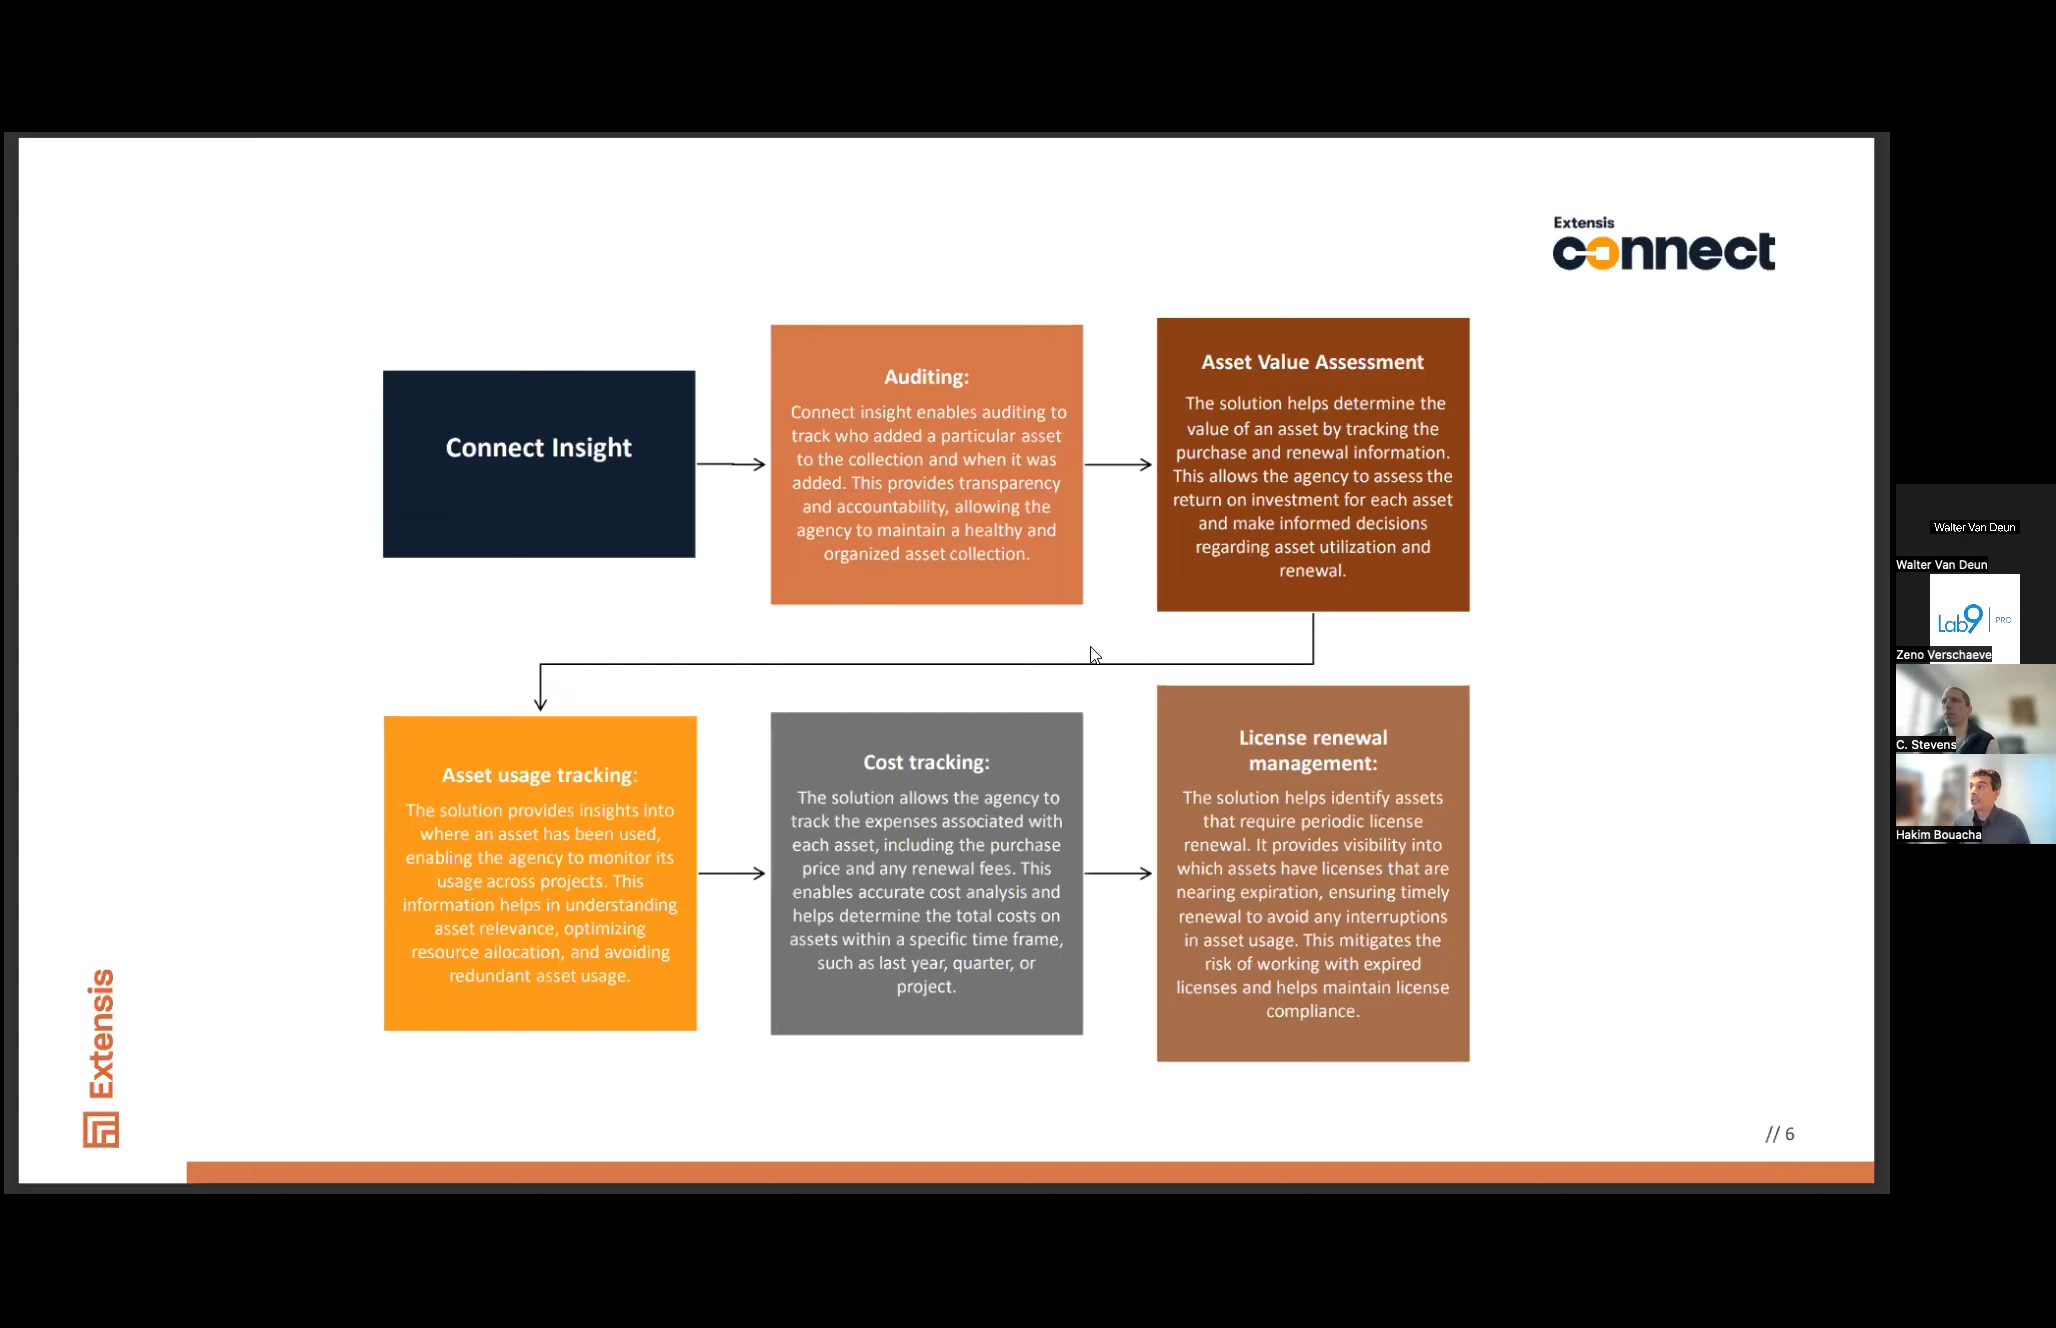 Extensis
connect
Connect Insight
Auditing:
Connect insight enables auditing to
track who added a particular asset
to the collection and when it was
added. This provides transparency
and accountability, allowing the
agency to maintain a healthy and
organized asset collection.
Asset Value Assessment
The solution helps determine the
value of an asset by tracking the
purchase and renewal information.
This allows the agency to assess the
return on investment for each asset
and make informed decisions
regarding asset utilization and
renewal.
Asset usage tracking:
The solution provides insights into
where an asset has been used,
enabling the agency to monitor its
usage across projects. This
information helps in understanding
asset relevance, optimizing
resource allocation, and avoiding
redundant asset usage.
Cost tracking:
The solution allows the agency to
track the expenses associated with
each asset, including the purchase
price and any renewal fees. This
enables accurate cost analysis and
helps determine the total costs on
assets within a specific time frame,
such as last year, quarter, or
project.
License renewal
management:
The solution helps identify assets
that require periodic license
renewal. It provides visibility into
which assets have licenses that are
nearing expiration, ensuring timely
renewal to avoid any interruptions
in asset usage. This mitigates the
risk of working with expired
licenses and helps maintain license
compliance.
Extensis
// 6
Walter Van Deun
Walter Van Deun
Lab9 | PRO
Zeno Verschaeve
C. Stevens
Hakim Bouacha